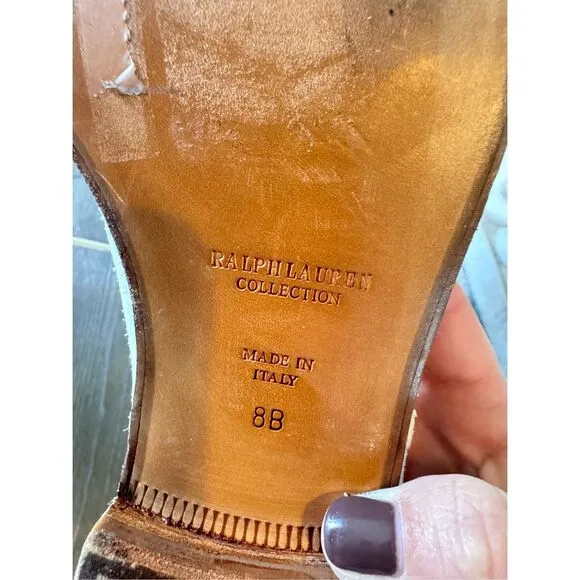 RALPH LAUREN
COLLECTION
MADE IN
ITALY
8B